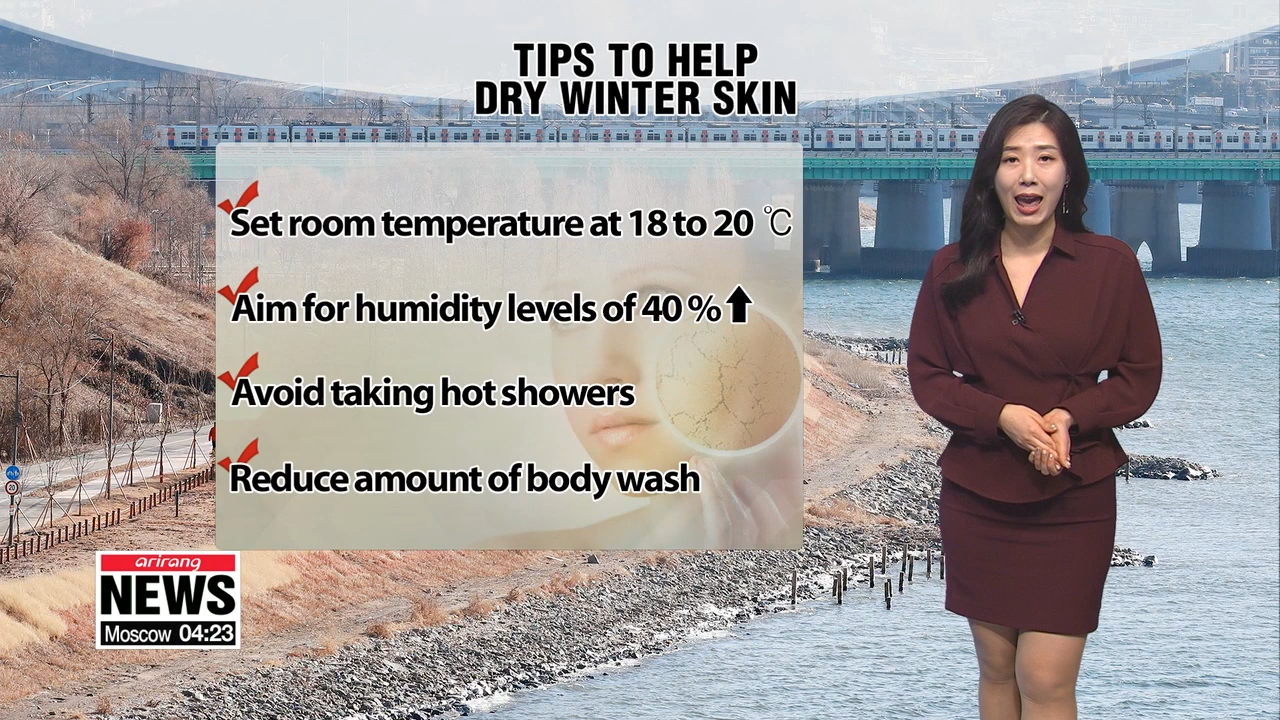 TIPS TO HELP
DRY WINTER SKIN
Set room temperature at 18 to 20 ℃
Aim for humidity levels of 40 %⬆
Avoid taking hot showers
Reduce amount of body wash
arirang
NEWS
Moscow 04:23